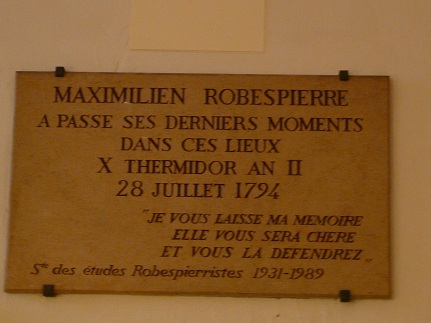 MAXIMILIEN ROBESPIERRE
A PASSE SES DERNIERS MOMENTS
DANS CES LIEUX
X THERMIDOR AN II
28 JUILLET 1794
"JE VOUS LAISSE MA MEMOIRE
ELLE VOUS SERA CHERE
ET VOUS LA DEFENDREZ„
Sté des études Robespierristes 1931-1989